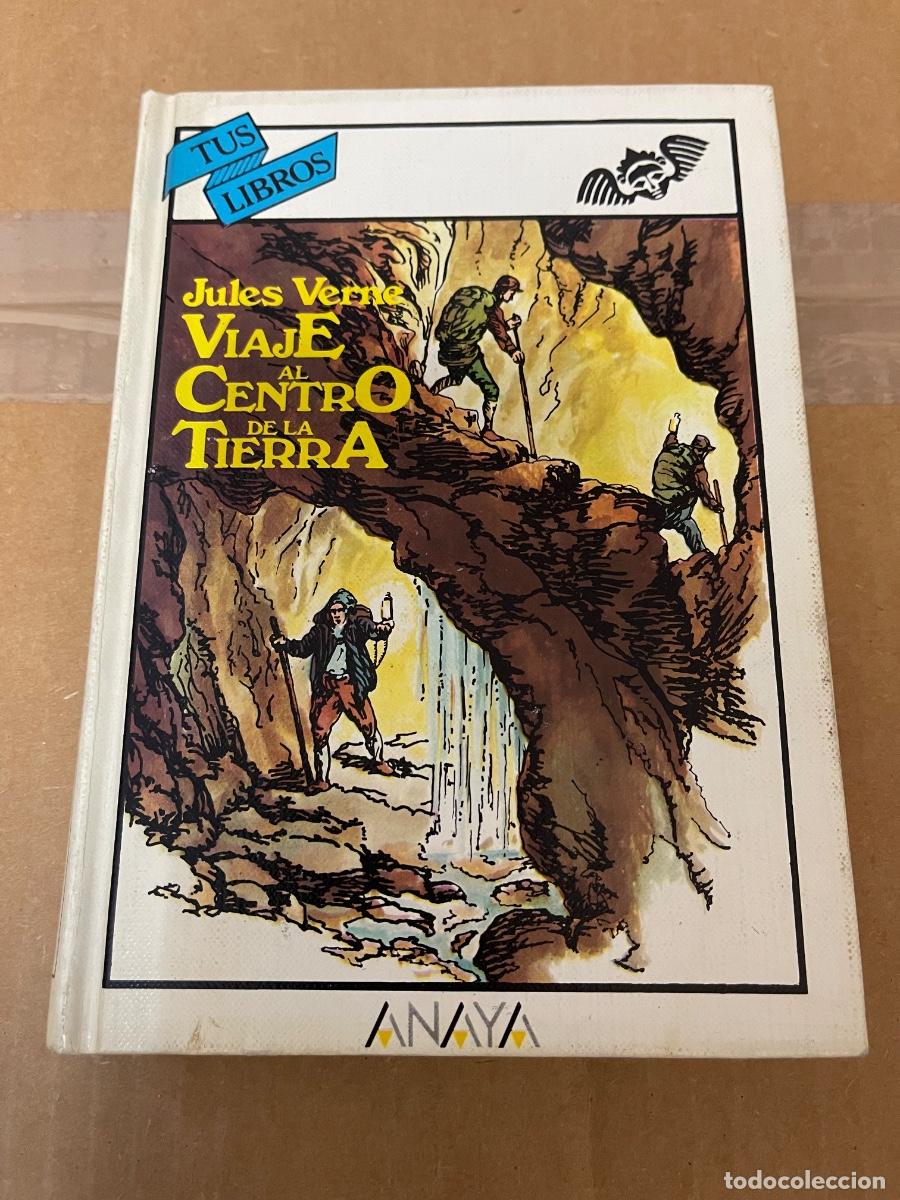 TUS
LIBROS
Jules Verne
VIAJE
AL
CENTRO
DE LA
TIERRA
ANAYA
todocoleccion